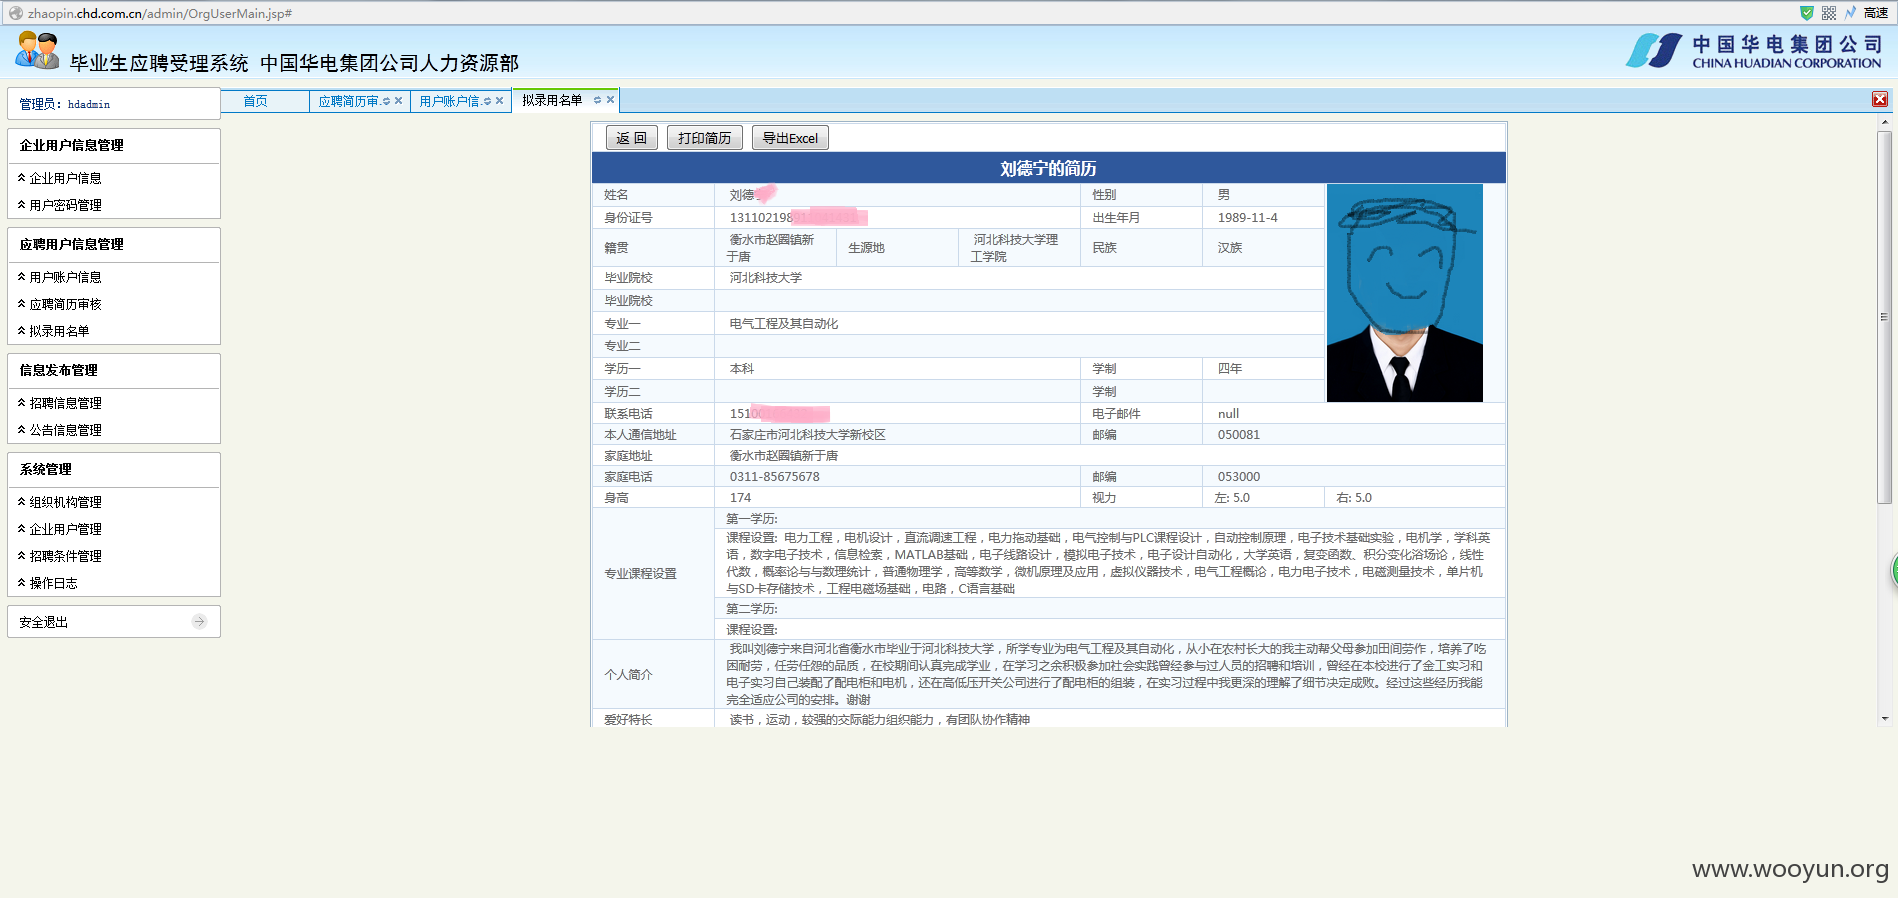 zhaopin.chd.com.cn/admin/OrgUserMain.jsp#
高速
毕业生应聘受理系统 中国华电集团公司人力资源部
中国华电集团公司
CHINA HUADIAN CORPORATION
管理员: hdadmin
首页
应聘简历审.
用户账户信.
拟录用名单
企业用户信息管理
企业用户信息
用户密码管理
应聘用户信息管理
用户账户信息
应聘简历审核
拟录用名单
信息发布管理
招聘信息管理
公告信息管理
系统管理
组织机构管理
企业用户管理
招聘条件管理
操作日志
安全退出
返 回 打印简历 导出Excel
刘德宁的简历
姓名 刘德 性别 男
身份证号 131102198 出生年月 1989-11-4
籍贯 衡水市赵圈镇新于唐 生源地 河北科技大学理工学院 民族 汉族
毕业院校 河北科技大学
毕业院校
专业一 电气工程及其自动化
专业二
学历一 本科 学制 四年
学历二 学制
联系电话 1510 电子邮件 null
本人通信地址 石家庄市河北科技大学新校区 邮编 050081
家庭地址 衡水市赵圈镇新于唐
家庭电话 0311-85675678 邮编 053000
身高 174 视力 左: 5.0 右: 5.0
专业课程设置
第一学历:
课程设置: 电力工程，电机设计，直流调速工程，电力拖动基础，电气控制与PLC课程设计，自动控制原理，电子技术基础实验，电机学，学科英
语，数字电子技术，信息检索，MATLAB基础，电子线路设计，模拟电子技术，电子设计自动化，大学英语，复变函数、积分变化浴场论，线性
代数，概率论与与数理统计，普通物理学，高等数学，微机原理及应用，虚拟仪器技术，电气工程概论，电力电子技术，电磁测量技术，单片机
与SD卡存储技术，工程电磁场基础，电路，C语言基础
第二学历:
课程设置:
个人简介
我叫刘德宁来自河北省衡水市毕业于河北科技大学，所学专业为电气工程及其自动化，从小在农村长大的我主动帮父母参加田间劳作，培养了吃
困耐劳，任劳任怨的品质，在校期间认真完成学业，在学习之余积极参加社会实践曾经参与过人员的招聘和培训，曾经在本校进行了金工实习和
电子实习自己装配了配电柜和电机，还在高低压开关公司进行了配电柜的组装，在实习过程中我更深的理解了细节决定成败。经过这些经历我能
完全适应公司的安排。谢谢
爱好特长 读书，运动，较强的交际能力组织能力，有团队协作精神
www.wooyun.org